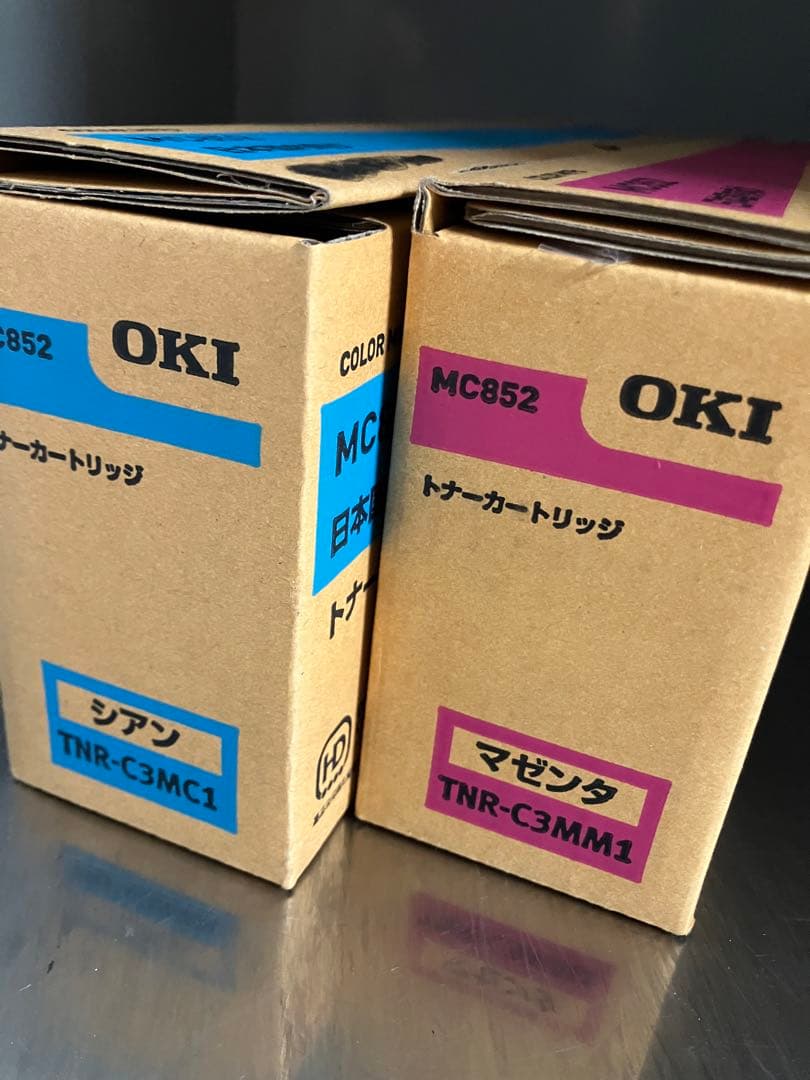 C852
OKI
ナーカートリッジ
シアン
TNR-C3MC1
COLOR
MC
日本
トナー
MC852
OKI
トナーカートリッジ
マゼンタ
TNR-C3MM1